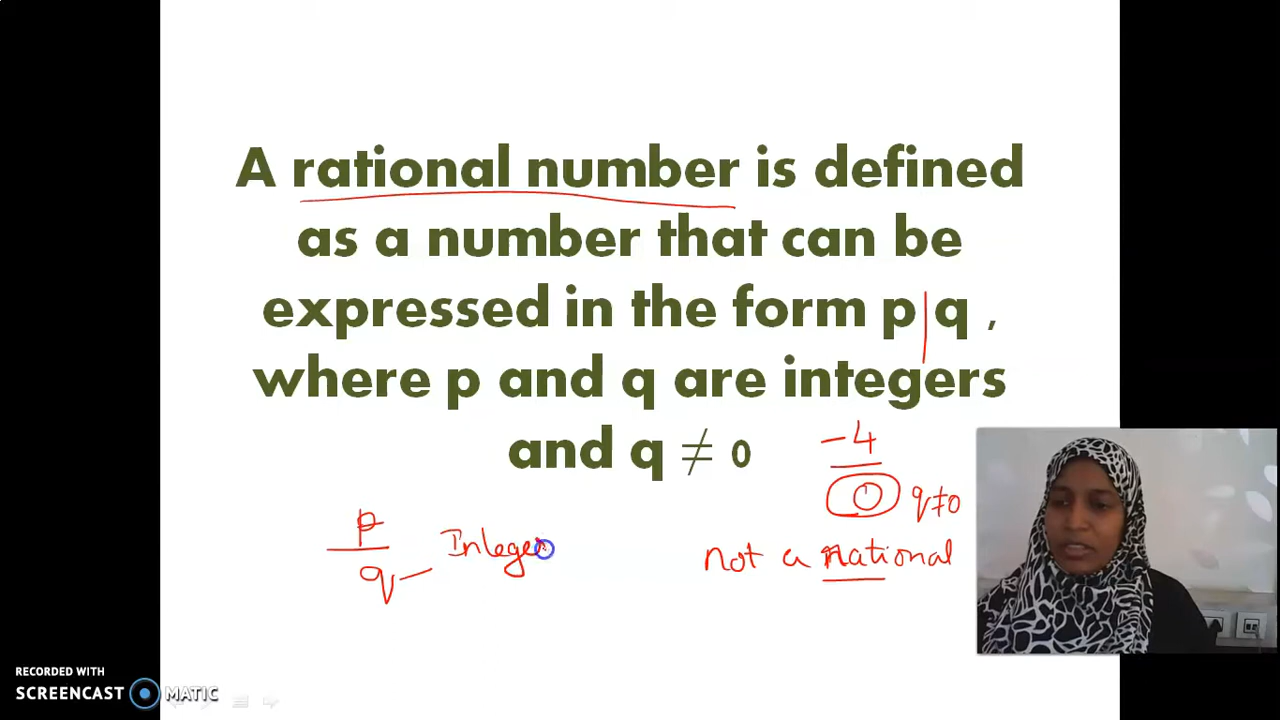 A rational number is defined
as a number that can be
expressed in the form p|q ,
where p and q are integers
and q ≠ 0
-4
0 q≠0
p
q – Integer
not a rational
RECORDED WITH
SCREENCAST MATIC